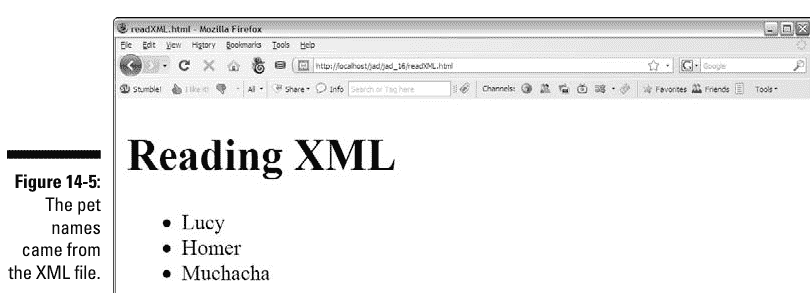 readXML.html - Mozilla Firefox
File Edit View History Bookmarks Tools Help
http://localhost/jad/jad_16/readXML.html Google
Stumble! I like it! All Share Info Search or Tag here Channels: Favorites Friends Tools
Reading XML
Lucy
Homer
Muchacha
Figure 14-5:
The pet
names
came from
the XML file.